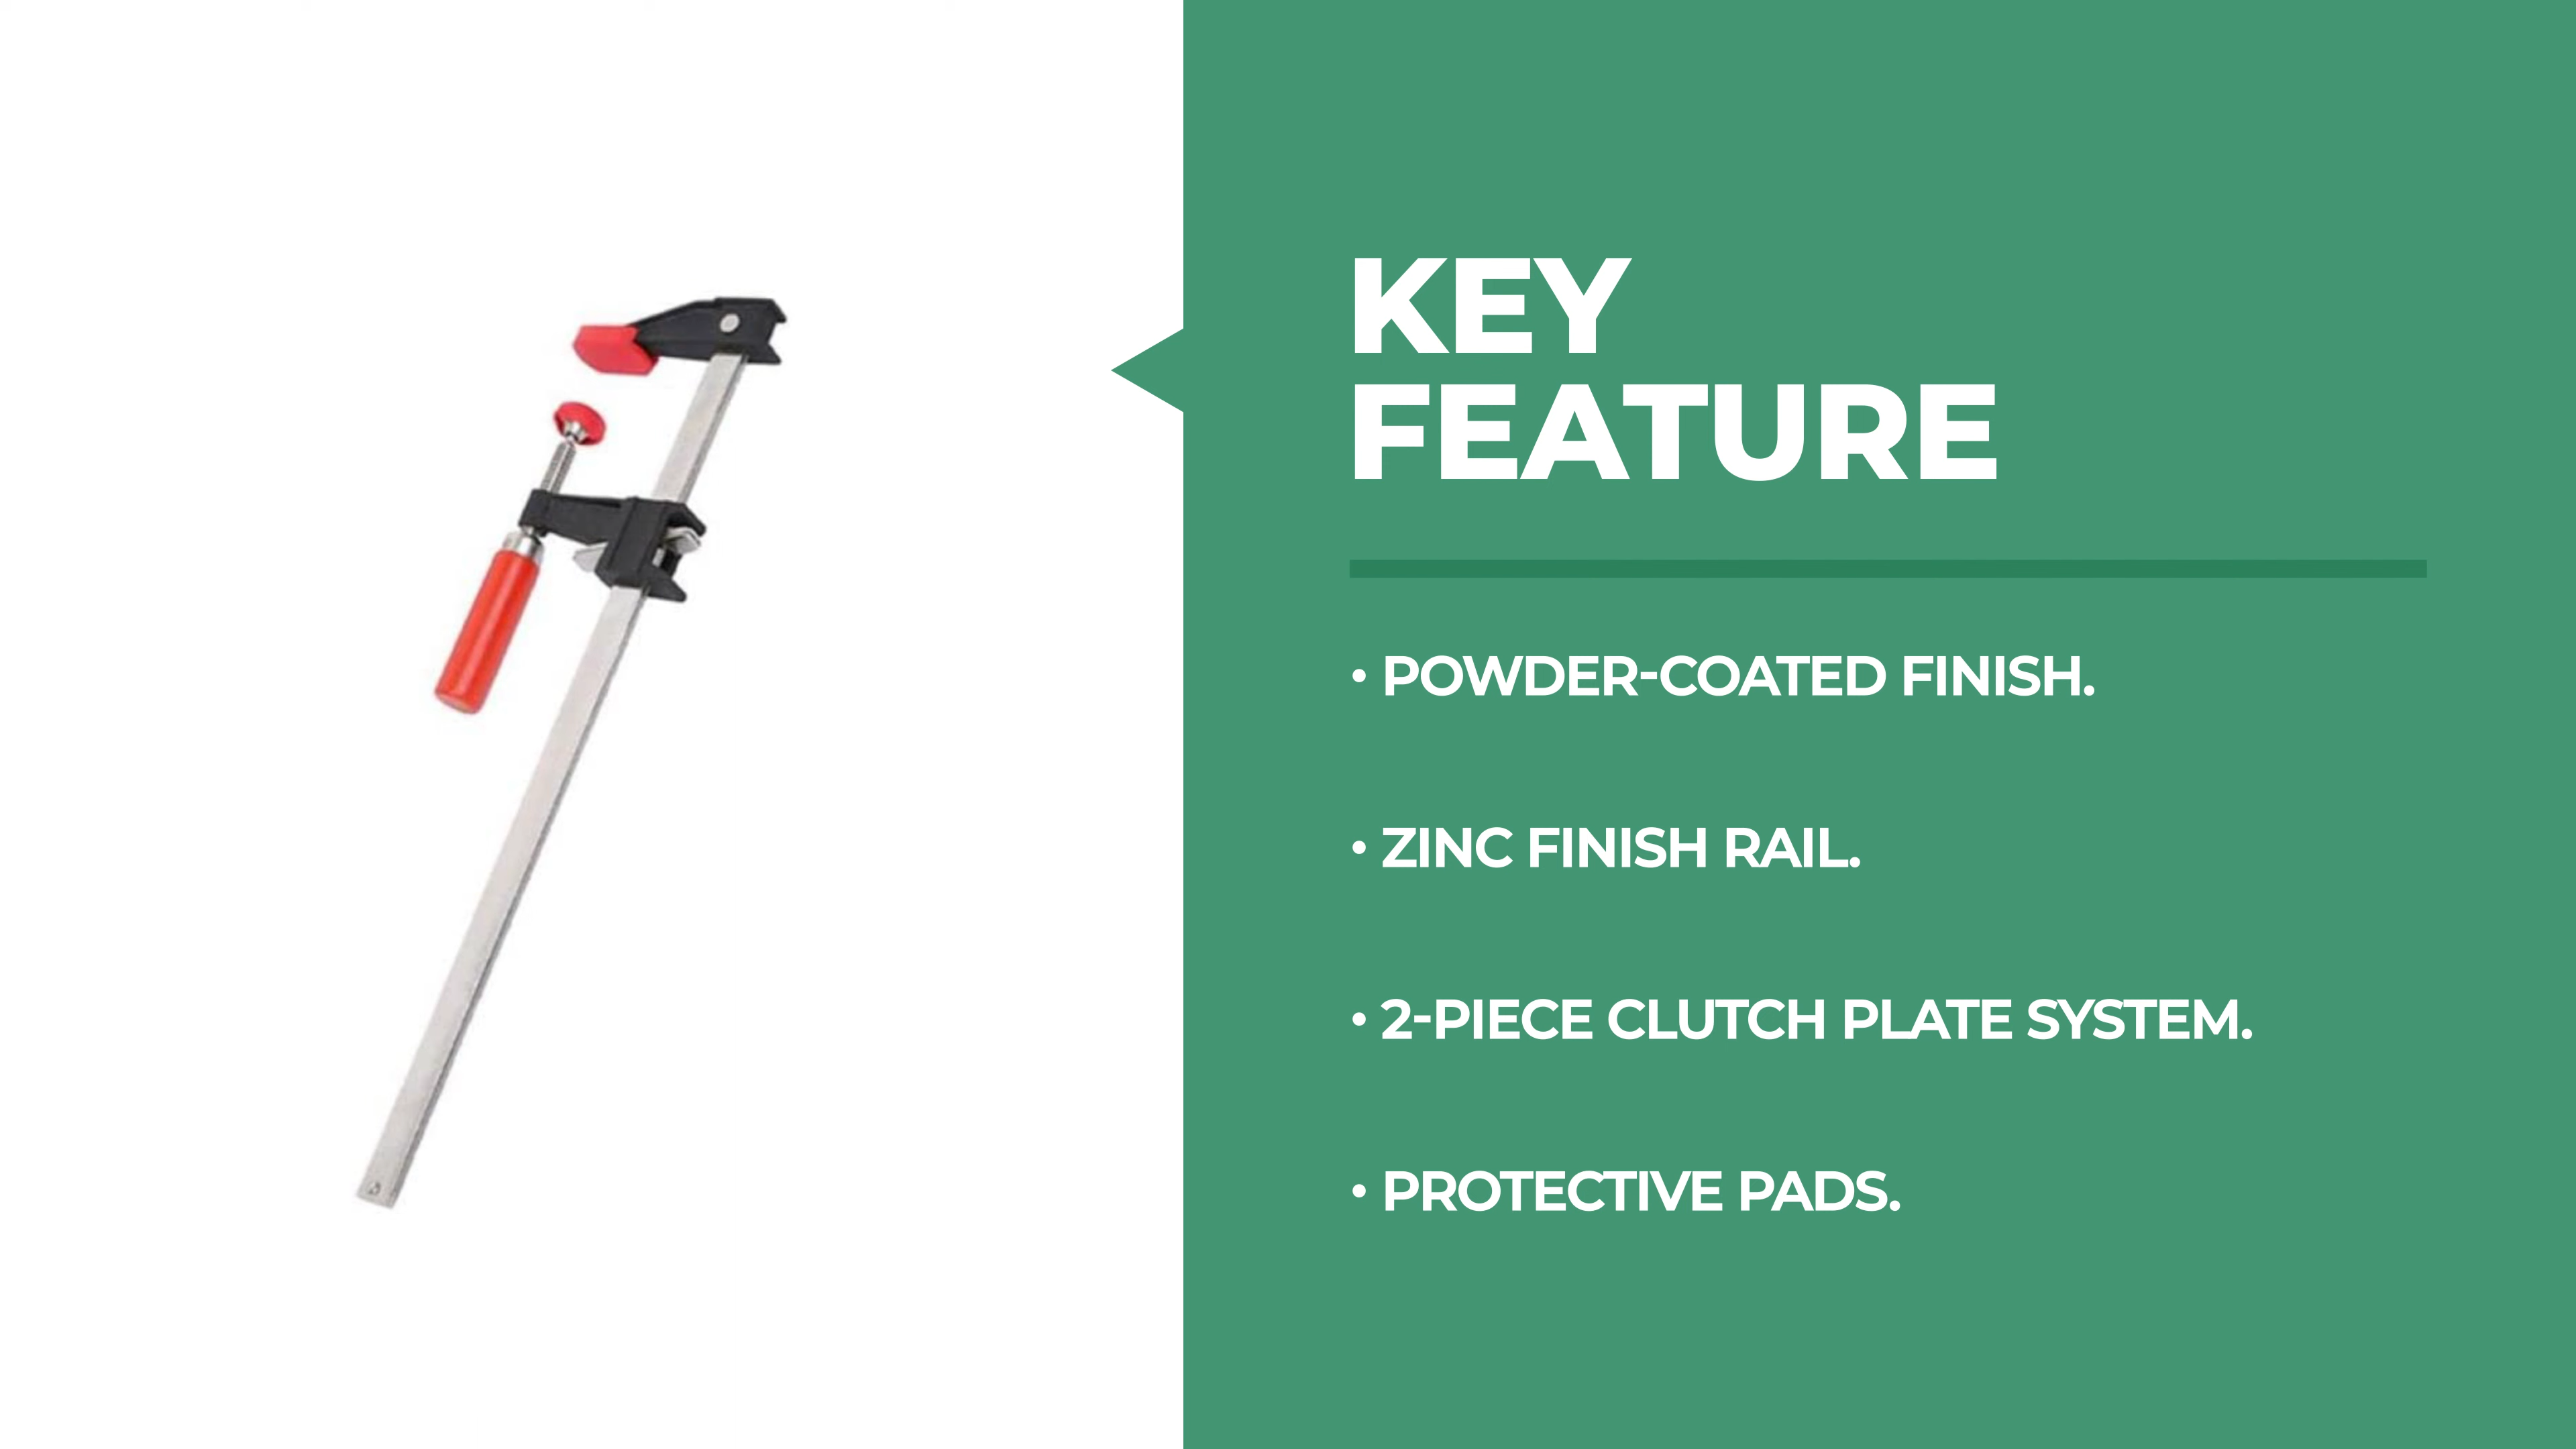 KEY
FEATURE
• POWDER-COATED FINISH.
• ZINC FINISH RAIL.
• 2-PIECE CLUTCH PLATE SYSTEM.
• PROTECTIVE PADS.